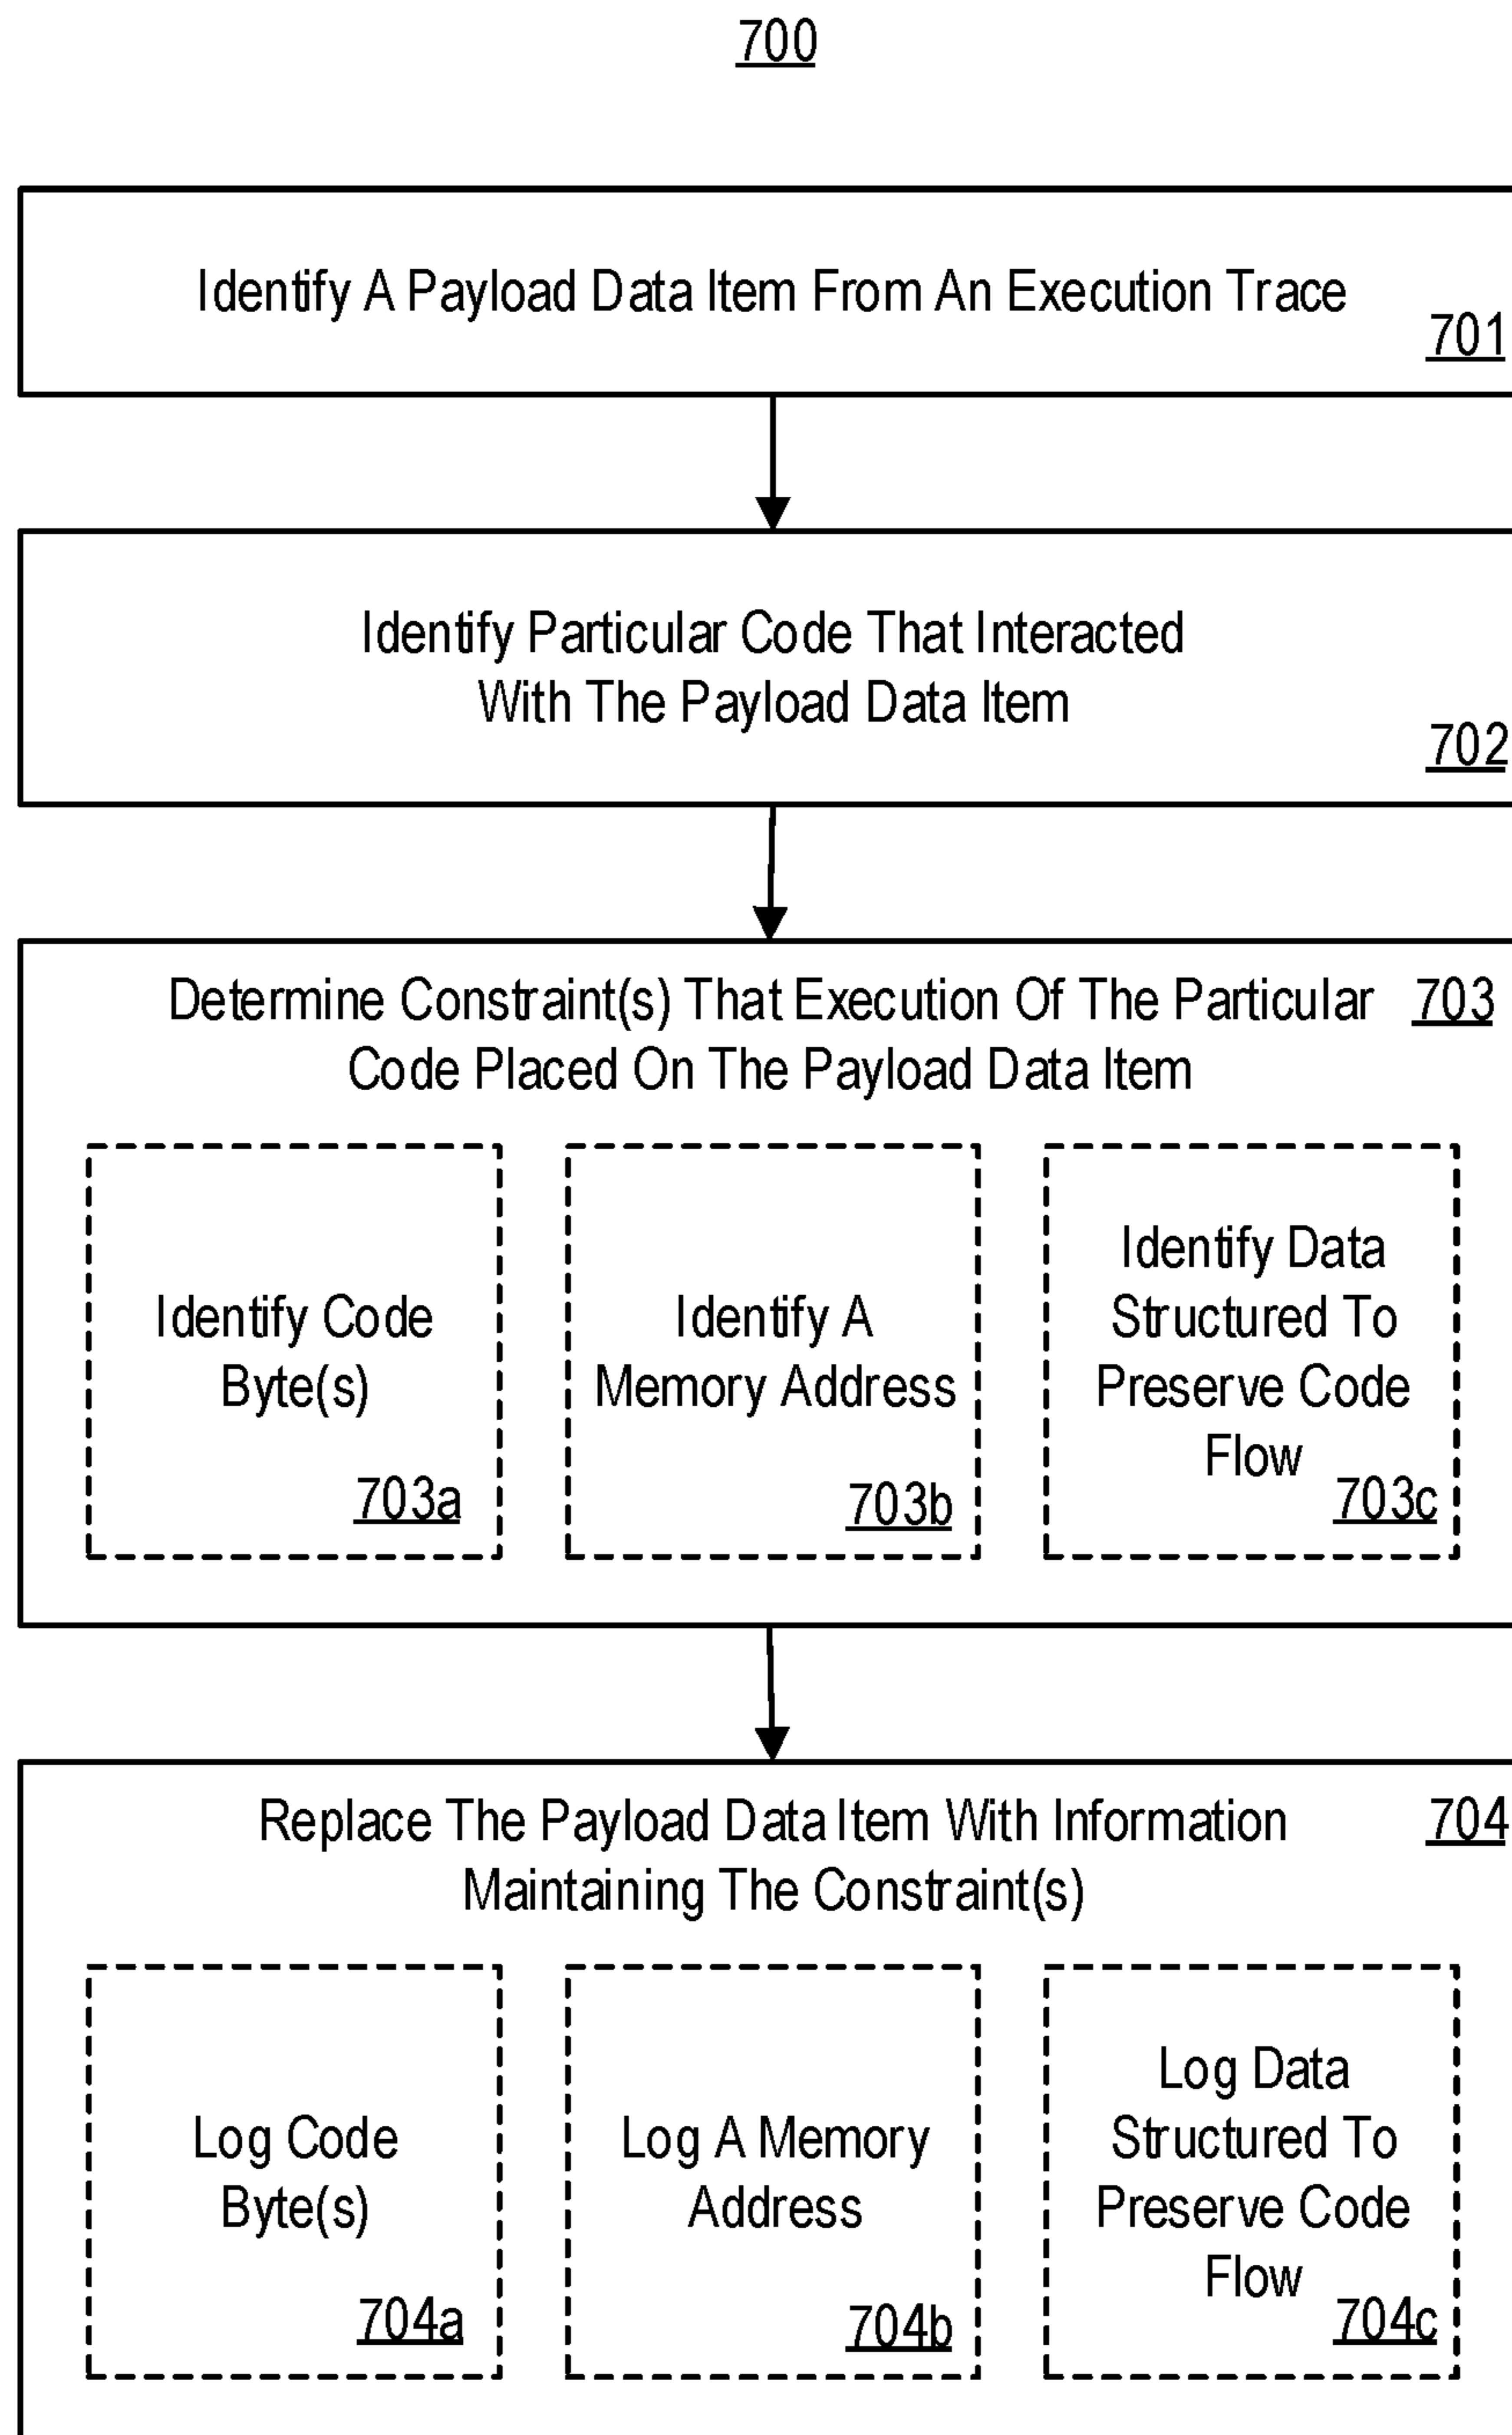 700
Identify A Payload Data Item From An Execution Trace
701
Identify Particular Code That Interacted
With The Payload Data Item
702
Determine Constraint(s) That Execution Of The Particular 703
Code Placed On The Payload Data Item
Identify Code
Byte(s)
703a
Identify A
Memory Address
703b
Identify Data
Structured To
Preserve Code
Flow
703c
Replace The Payload Data Item With Information 704
Maintaining The Constraint(s)
Log Code
Byte(s)
704a
Log A Memory
Address
704b
Log Data
Structured To
Preserve Code
Flow
704c